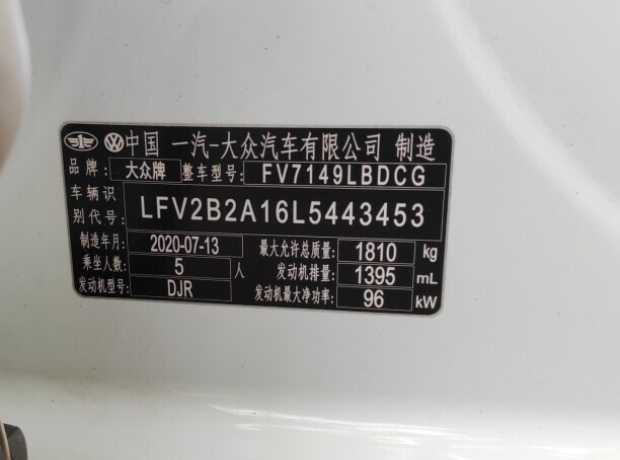 中国 一汽-大众汽车有限公司 制造
品牌: 大众牌 整车型号: FV7149LBDCG
车辆识别代号: LFV2B2A16L5443453
制造年月: 2020-07-13 最大允许总质量: 1810 kg
乘坐人数: 5 人 发动机排量: 1395 mL
发动机型号: DJR 发动机最大净功率: 96 kW